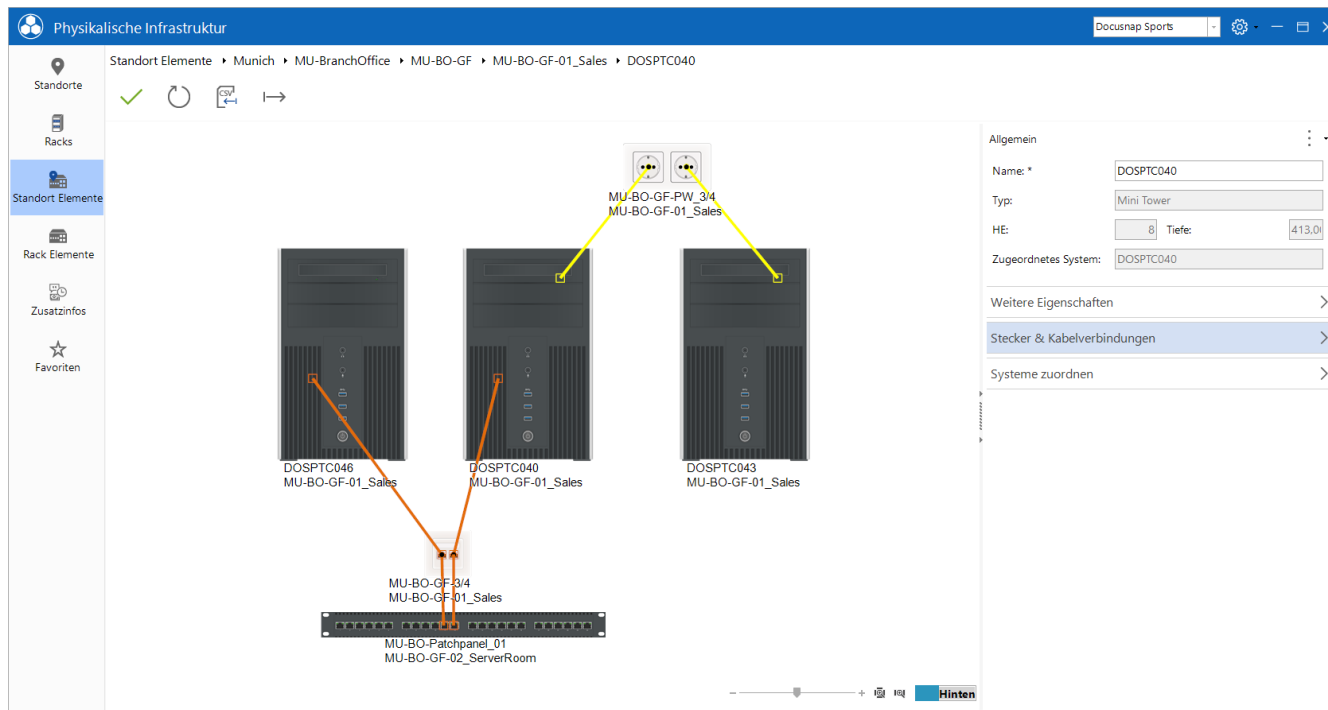 Physikalische Infrastruktur
Docusnap Sports
Standort Elemente Munich MU-BranchOffice MU-BO-GF MU-BO-GF-01_Sales DOSPTC040
Standorte
Racks
Standort Elemente
Rack Elemente
Zusatzinfos
Favoriten
CSV
MU-BO-GF-PW_3/4
MU-BO-GF-01_Sales
DOSPTC046
MU-BO-GF-01_Sales
DOSPTC040
MU-BO-GF-01_Sales
DOSPTC043
MU-BO-GF-01_Sales
MU-BO-GF-3/4
MU-BO-GF-01_Sales
MU-BO-Patchpanel_01
MU-BO-GF-02_ServerRoom
Hinten
Allgemein
Name: * DOSPTC040
Typ: Mini Tower
HE: 8 Tiefe: 413,0
Zugeordnetes System: DOSPTC040
Weitere Eigenschaften
Stecker & Kabelverbindungen
Systeme zuordnen